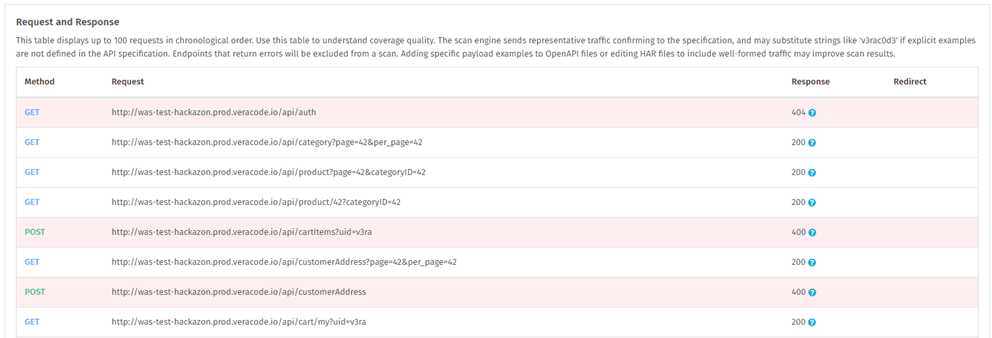 Request and Response
This table displays up to 100 requests in chronological order. Use this table to understand coverage quality. The scan engine sends representative traffic confirming to the specification, and may substitute strings like 'v3rac0d3' if explicit examples
are not defined in the API specification. Endpoints that return errors will be excluded from a scan. Adding specific payload examples to OpenAPI files or editing HAR files to include well-formed traffic may improve scan results.
Method Request Response Redirect
GET http://was-test-hackazon.prod.veracode.io/api/auth 404 ?
GET http://was-test-hackazon.prod.veracode.io/api/category?page=42&per_page=42 200 ?
GET http://was-test-hackazon.prod.veracode.io/api/product?page=42&categoryID=42 200 ?
GET http://was-test-hackazon.prod.veracode.io/api/product/42?categoryID=42 200 ?
POST http://was-test-hackazon.prod.veracode.io/api/cartItems?uid=v3ra 400 ?
GET http://was-test-hackazon.prod.veracode.io/api/customerAddress?page=42&per_page=42 200 ?
POST http://was-test-hackazon.prod.veracode.io/api/customerAddress 400 ?
GET http://was-test-hackazon.prod.veracode.io/api/cart/my?uid=v3ra 200 ?